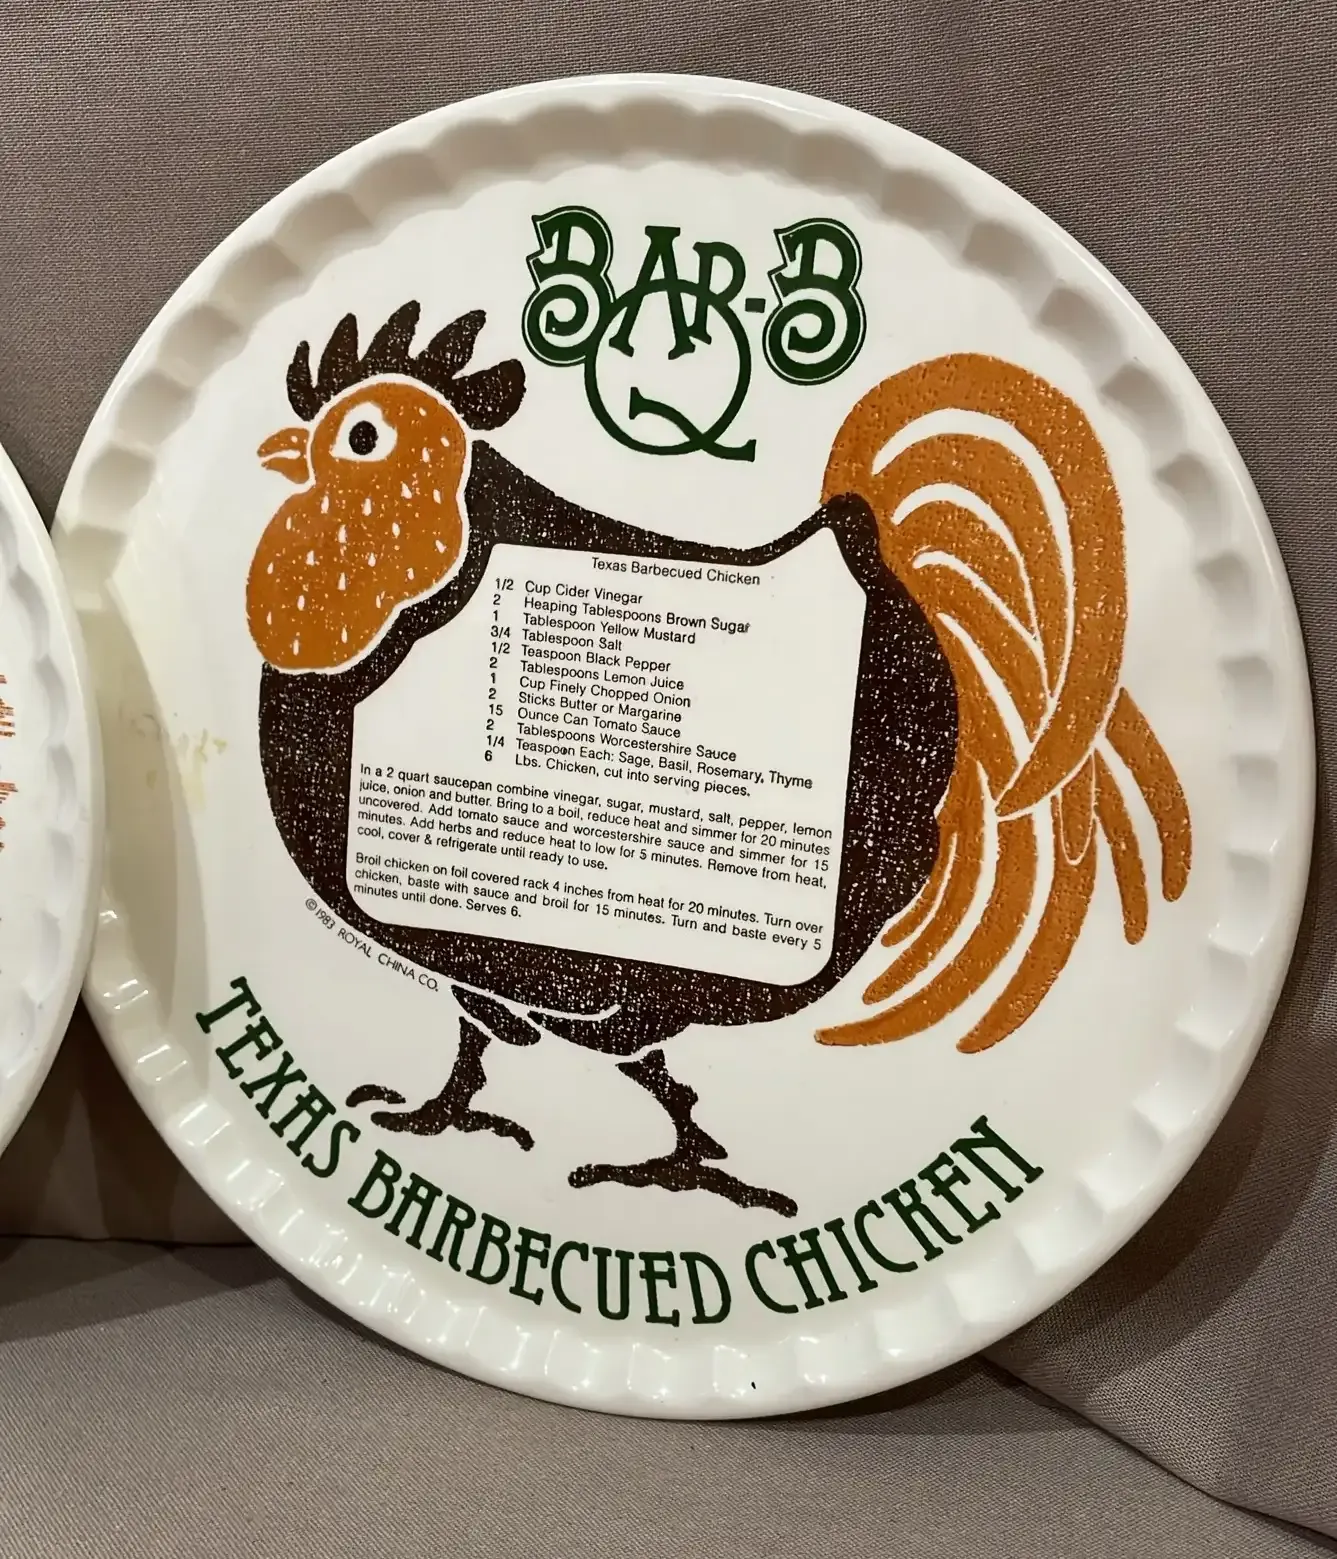 BAR-B
Q
Texas Barbecued Chicken
1/2 Cup Cider Vinegar
2 Heaping Tablespoons Brown Sugar
1 Tablespoon Yellow Mustard
3/4 Tablespoon Salt
1/2 Teaspoon Black Pepper
2 Tablespoons Lemon Juice
1 Cup Finely Chopped Onion
2 Sticks Butter or Margarine
15 Ounce Can Tomato Sauce
2 Tablespoons Worcestershire Sauce
1/4 Teaspoon Each: Sage, Basil, Rosemary, Thyme
6 Lbs. Chicken, cut into serving pieces.
In a 2 quart saucepan combine vinegar, sugar, mustard, salt, pepper, lemon
juice, onion and butter. Bring to a boil, reduce heat and simmer for 20 minutes
uncovered. Add tomato sauce and worcestershire sauce and simmer for 15
minutes. Add herbs and reduce heat to low for 5 minutes. Remove from heat,
cool, cover & refrigerate until ready to use.
Broil chicken on foil covered rack 4 inches from heat for 20 minutes. Turn over
chicken, baste with sauce and broil for 15 minutes. Turn and baste every 5
minutes until done. Serves 6.
©1983 ROYAL CHINA CO.
TEXAS BARBECUED CHICKEN